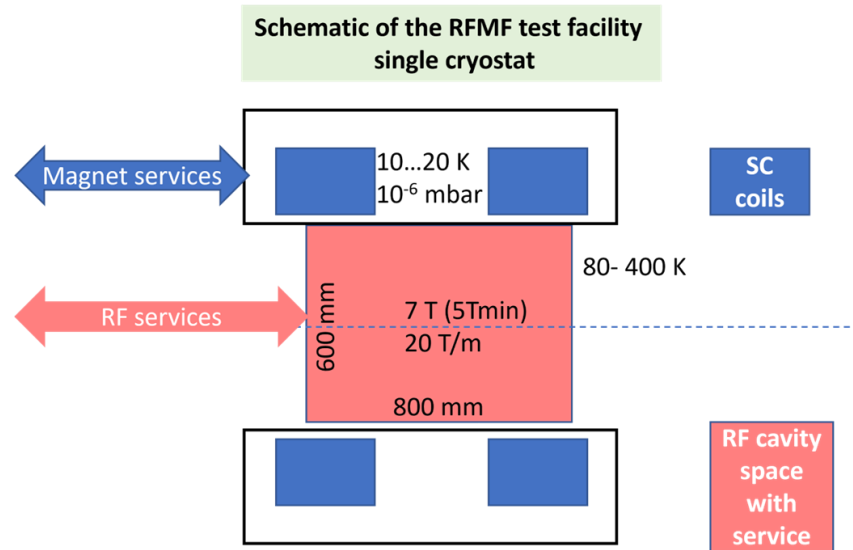 Schematic of the RFMF test facility
single cryostat
Magnet services
10...20 K
10⁻⁶ mbar
SC
coils
80- 400 K
RF services
600 mm
7 T (5Tmin)
20 T/m
800 mm
RF cavity
space
with
service